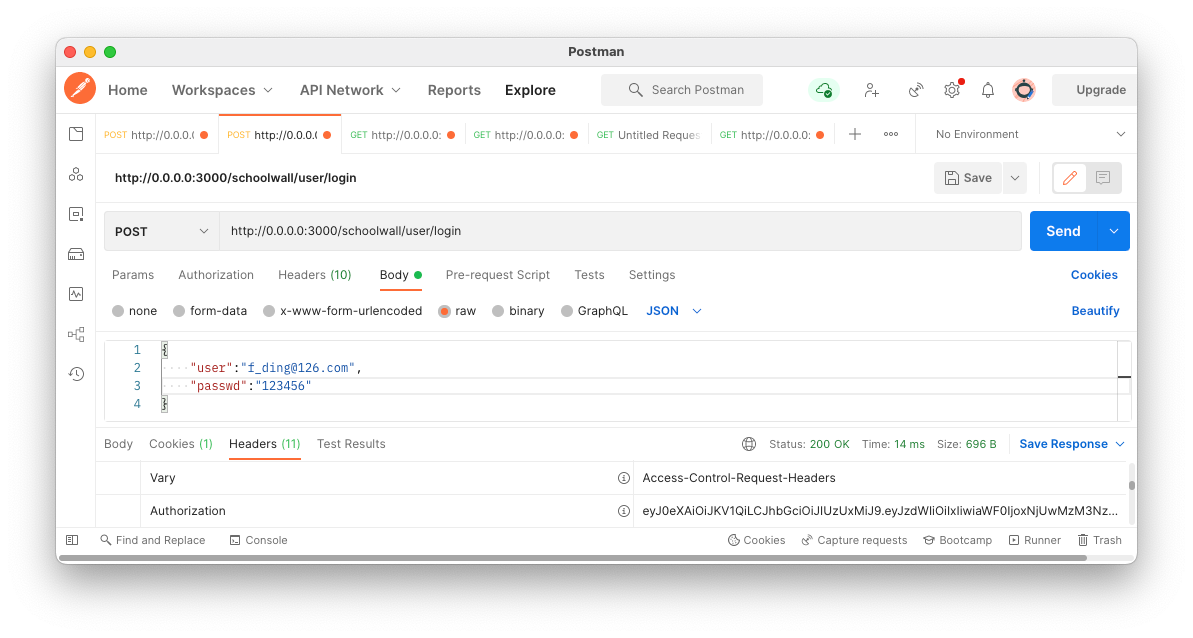 Postman
Home Workspaces API Network Reports Explore Search Postman Upgrade
POST http://0.0.0.( POST http://0.0.0.( GET http://0.0.0.0: GET http://0.0.0.0: GET Untitled Reques GET http://0.0.0.0: No Environment
http://0.0.0.0:3000/schoolwall/user/login Save
POST http://0.0.0.0:3000/schoolwall/user/login Send
Params Authorization Headers (10) Body Pre-request Script Tests Settings Cookies
none form-data x-www-form-urlencoded raw binary GraphQL JSON Beautify
1 {
2 "user":"f_ding@126.com",
3 "passwd":"123456"
4 }
Body Cookies (1) Headers (11) Test Results Status: 200 OK Time: 14 ms Size: 696 B Save Response
Vary Access-Control-Request-Headers
Authorization eyJ0eXAiOiJKV1QiLCJhbGciOiJIUzUxMiJ9.eyJzdWIiOiIxIiwiaWF0IjoxNjUwMzM3Nz...
Find and Replace Console Cookies Capture requests Bootcamp Runner Trash